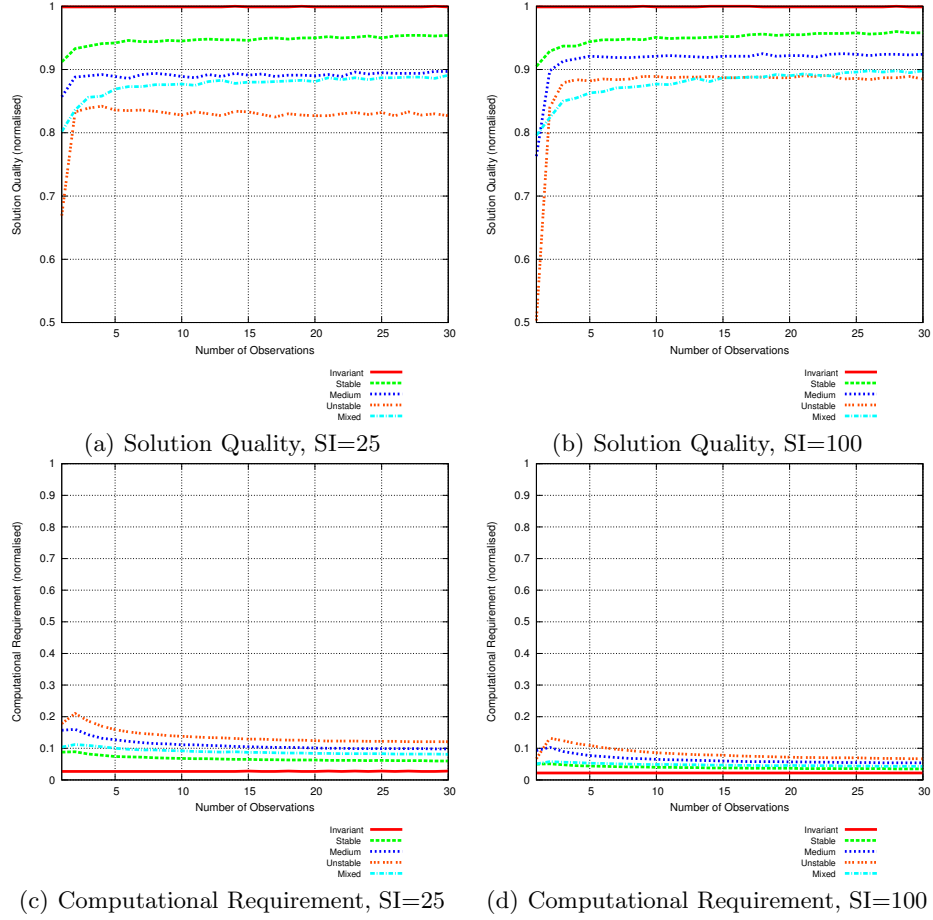 1
0.9
0.8
0.7
0.6
0.5
5
10
15
20
25
30
Solution Quality (normalised)
Number of Observations
Invariant
Stable
Medium
Unstable
Mixed
(a) Solution Quality, SI=25
1
0.9
0.8
0.7
0.6
0.5
5
10
15
20
25
30
Solution Quality (normalised)
Number of Observations
Invariant
Stable
Medium
Unstable
Mixed
(b) Solution Quality, SI=100
1
0.9
0.8
0.7
0.6
0.5
0.4
0.3
0.2
0.1
0
5
10
15
20
25
30
Computational Requirement (normalised)
Number of Observations
Invariant
Stable
Medium
Unstable
Mixed
(c) Computational Requirement, SI=25
1
0.9
0.8
0.7
0.6
0.5
0.4
0.3
0.2
0.1
0
5
10
15
20
25
30
Computational Requirement (normalised)
Number of Observations
Invariant
Stable
Medium
Unstable
Mixed
(d) Computational Requirement, SI=100